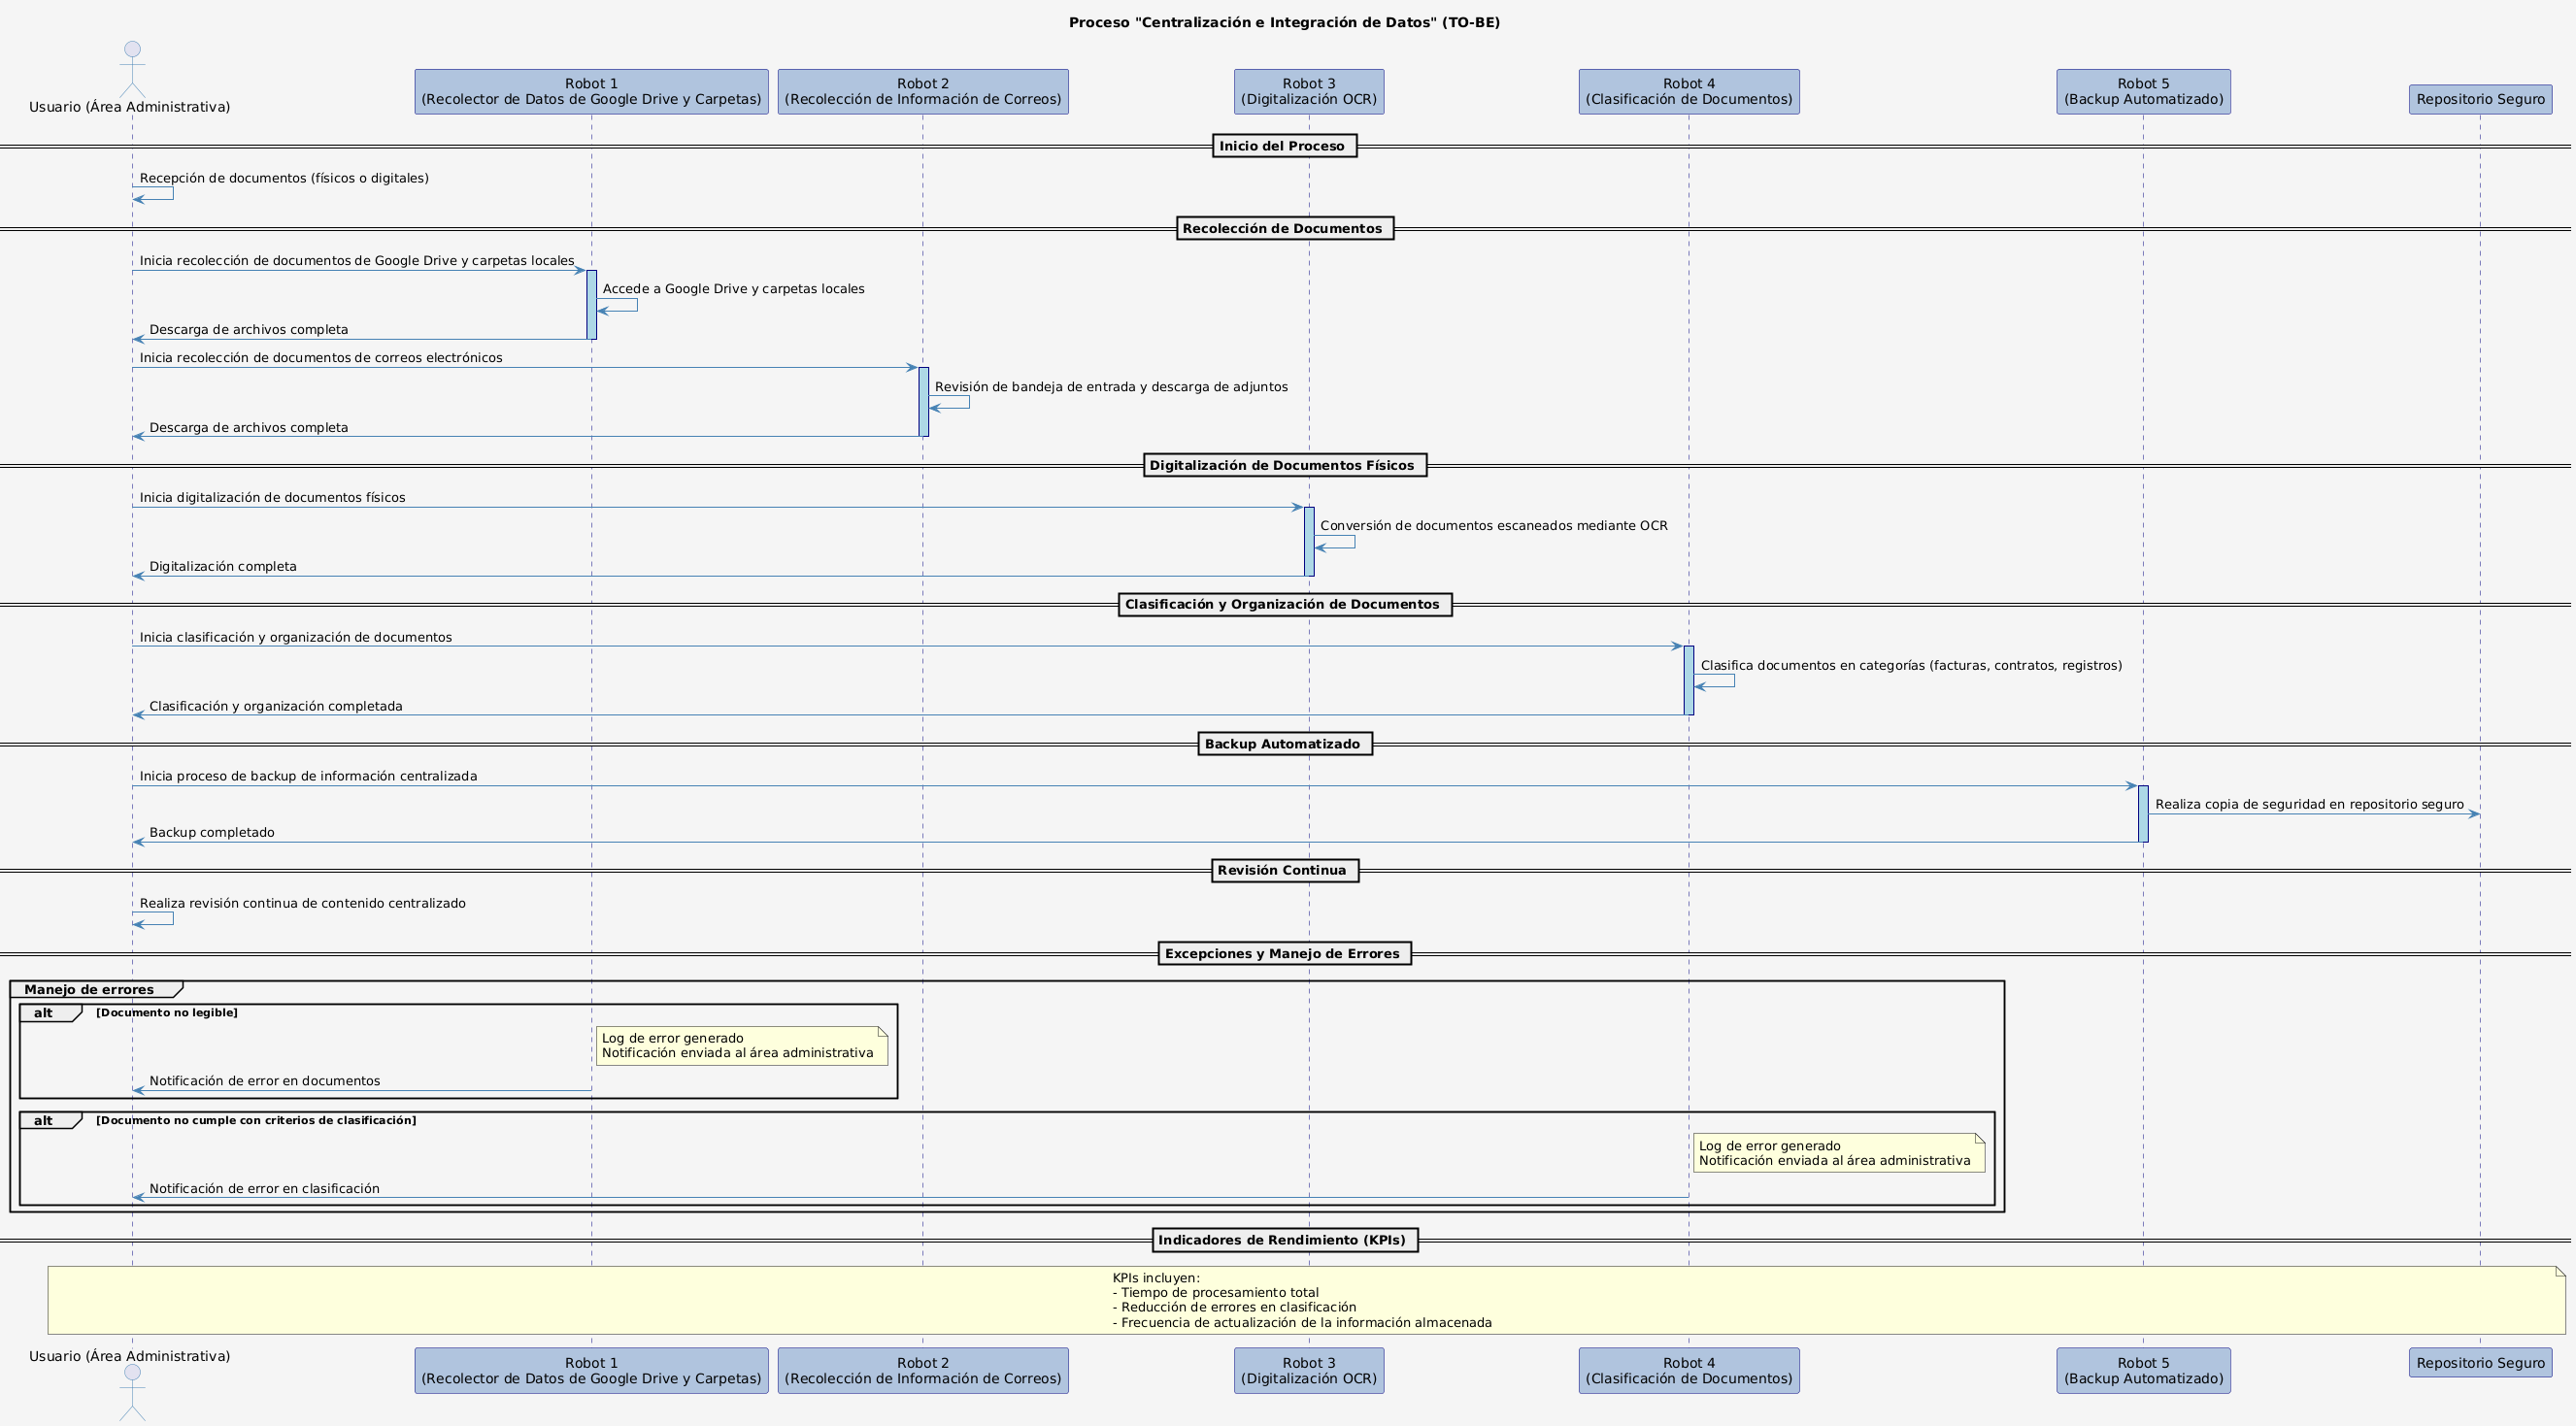 Proceso "Centralización e Integración de Datos" (TO-BE)
Usuario (Área Administrativa)
Robot 1
(Recolector de Datos de Google Drive y Carpetas)
Robot 2
(Recolección de Información de Correos)
Robot 3
(Digitalización OCR)
Robot 4
(Clasificación de Documentos)
Robot 5
(Backup Automatizado)
Repositorio Seguro
Inicio del Proceso
Recepción de documentos (físicos o digitales)
Recolección de Documentos
Inicia recolección de documentos de Google Drive y carpetas locales
Accede a Google Drive y carpetas locales
Descarga de archivos completa
Inicia recolección de documentos de correos electrónicos
Revisión de bandeja de entrada y descarga de adjuntos
Descarga de archivos completa
Digitalización de Documentos Físicos
Inicia digitalización de documentos físicos
Conversión de documentos escaneados mediante OCR
Digitalización completa
Clasificación y Organización de Documentos
Inicia clasificación y organización de documentos
Clasifica documentos en categorías (facturas, contratos, registros)
Clasificación y organización completada
Backup Automatizado
Inicia proceso de backup de información centralizada
Realiza copia de seguridad en repositorio seguro
Backup completado
Revisión Continua
Realiza revisión continua de contenido centralizado
Excepciones y Manejo de Errores
Manejo de errores
alt [Documento no legible]
Log de error generado
Notificación enviada al área administrativa
Notificación de error en documentos
alt [Documento no cumple con criterios de clasificación]
Log de error generado
Notificación enviada al área administrativa
Notificación de error en clasificación
Indicadores de Rendimiento (KPIs)
KPIs incluyen:
- Tiempo de procesamiento total
- Reducción de errores en clasificación
- Frecuencia de actualización de la información almacenada
Usuario (Área Administrativa)
Robot 1
(Recolector de Datos de Google Drive y Carpetas)
Robot 2
(Recolección de Información de Correos)
Robot 3
(Digitalización OCR)
Robot 4
(Clasificación de Documentos)
Robot 5
(Backup Automatizado)
Repositorio Seguro